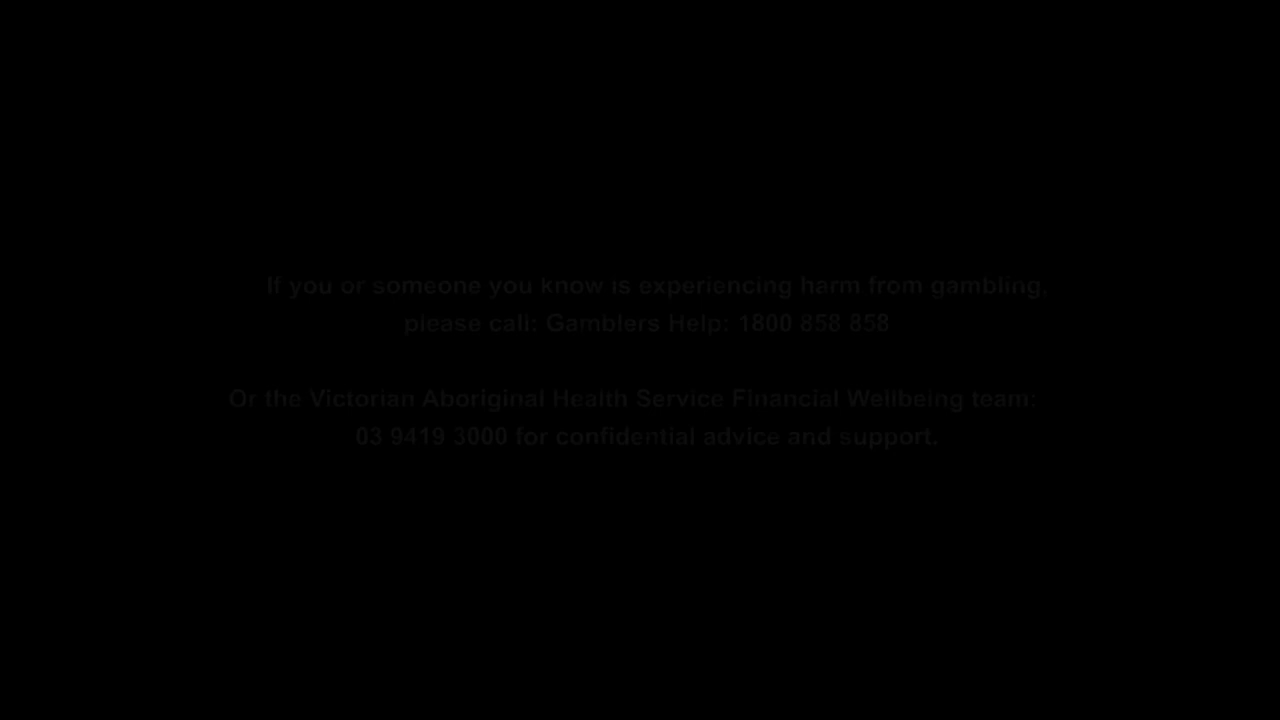 If you or someone you know is experiencing harm from gambling,
please call: Gamblers Help: 1800 858 858
Or the Victorian Aboriginal Health Service Financial Wellbeing team:
03 9419 3000 for confidential advice and support.